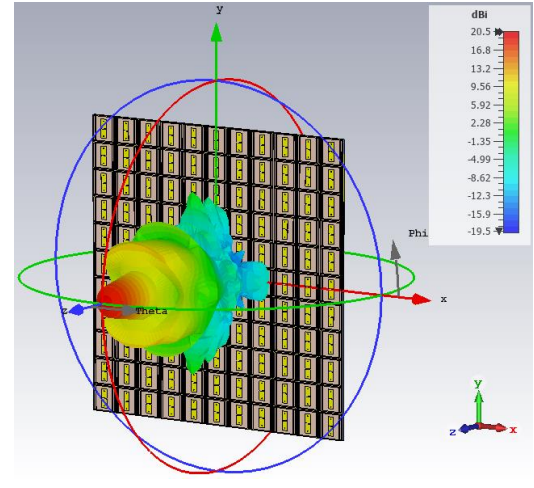 dBi
20.5
16.8
13.2
9.56
5.92
2.28
-1.35
-4.99
-8.62
-12.3
-15.9
-19.5
y
Phi
x
z
Theta
y
z
x